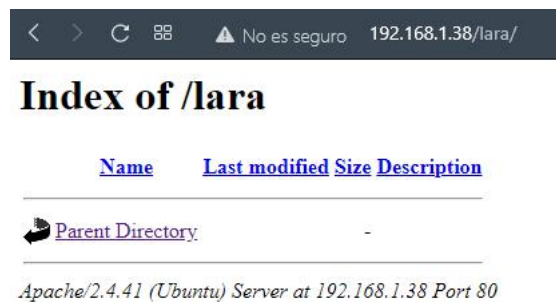 No es seguro 192.168.1.38/lara/
Index of /lara
Name Last modified Size Description
Parent Directory -
Apache/2.4.41 (Ubuntu) Server at 192.168.1.38 Port 80